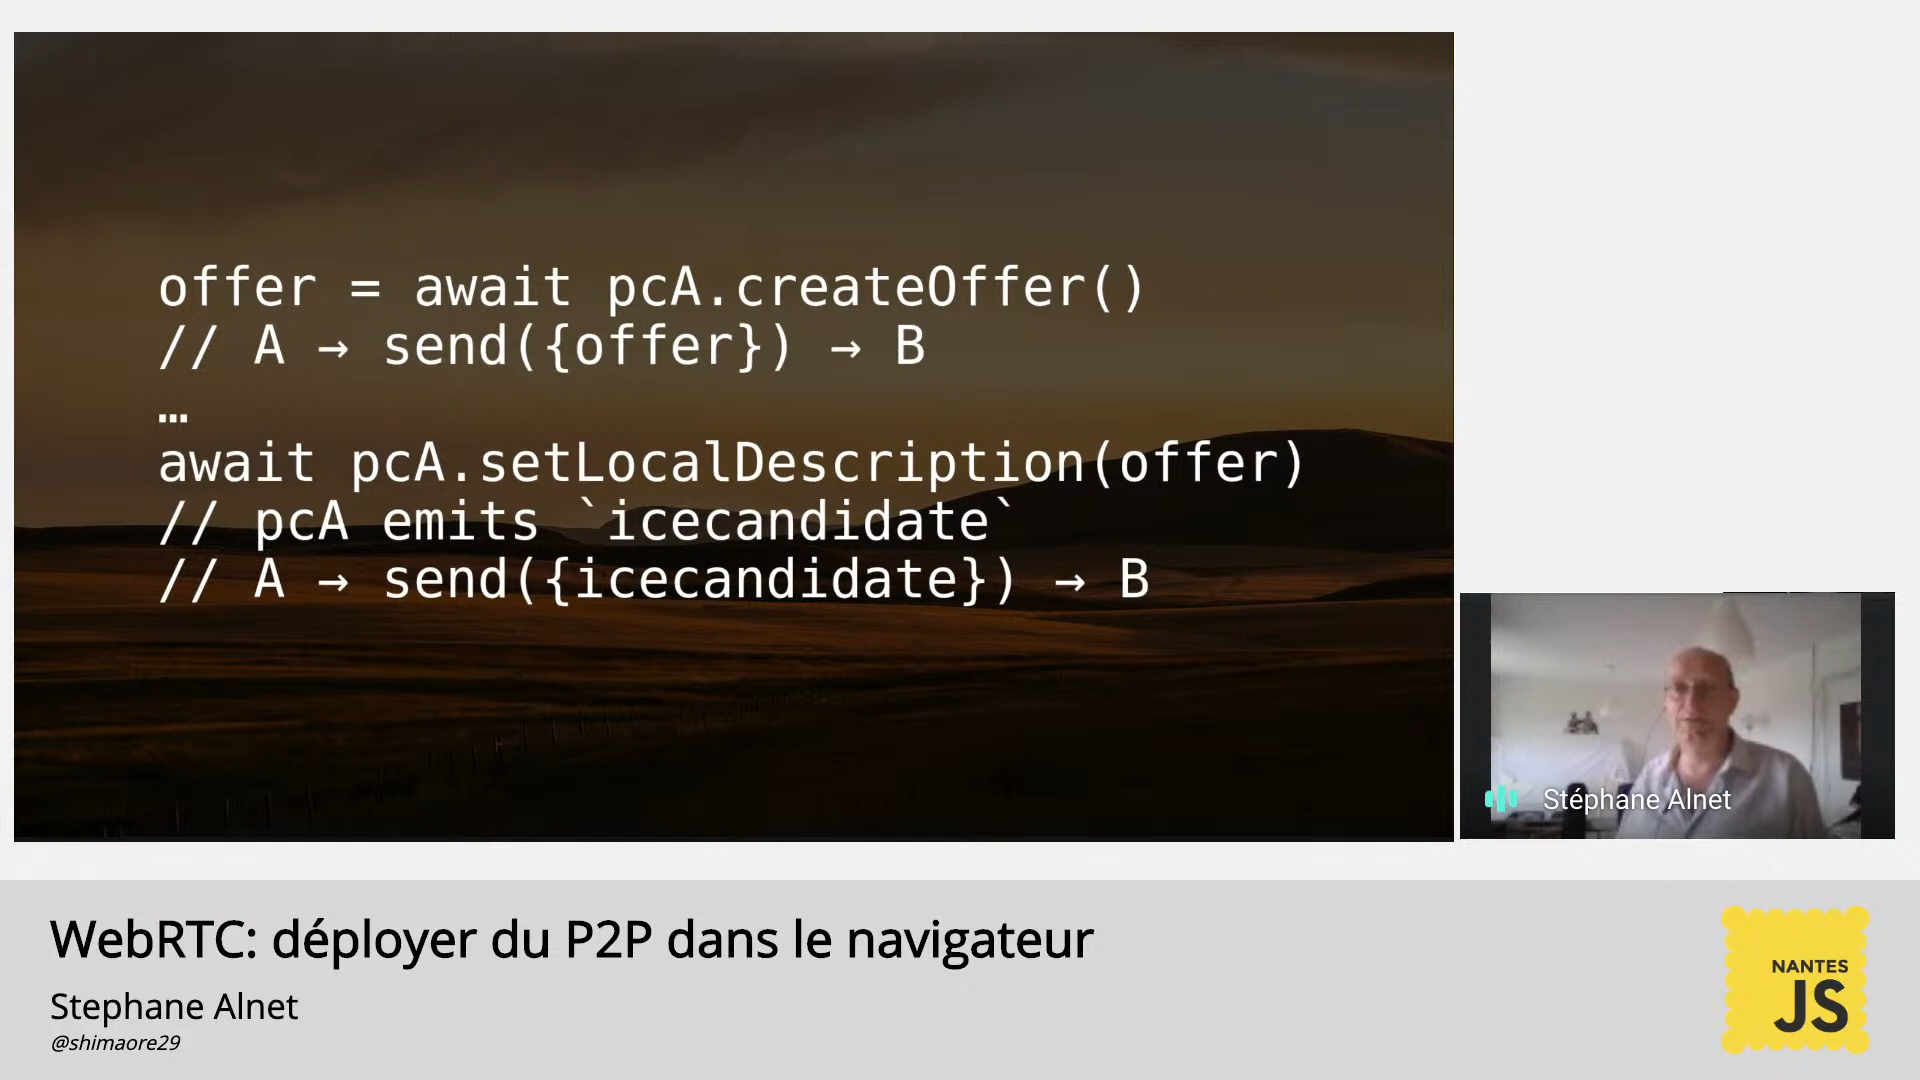 offer = await pcA.createOffer()
// A → send({offer}) → B
…
await pcA.setLocalDescription(offer)
// pcA emits `icecandidate`
// A → send({icecandidate}) → B
Stéphane Alnet
WebRTC: déployer du P2P dans le navigateur
Stephane Alnet
@shimaore29
NANTES
JS